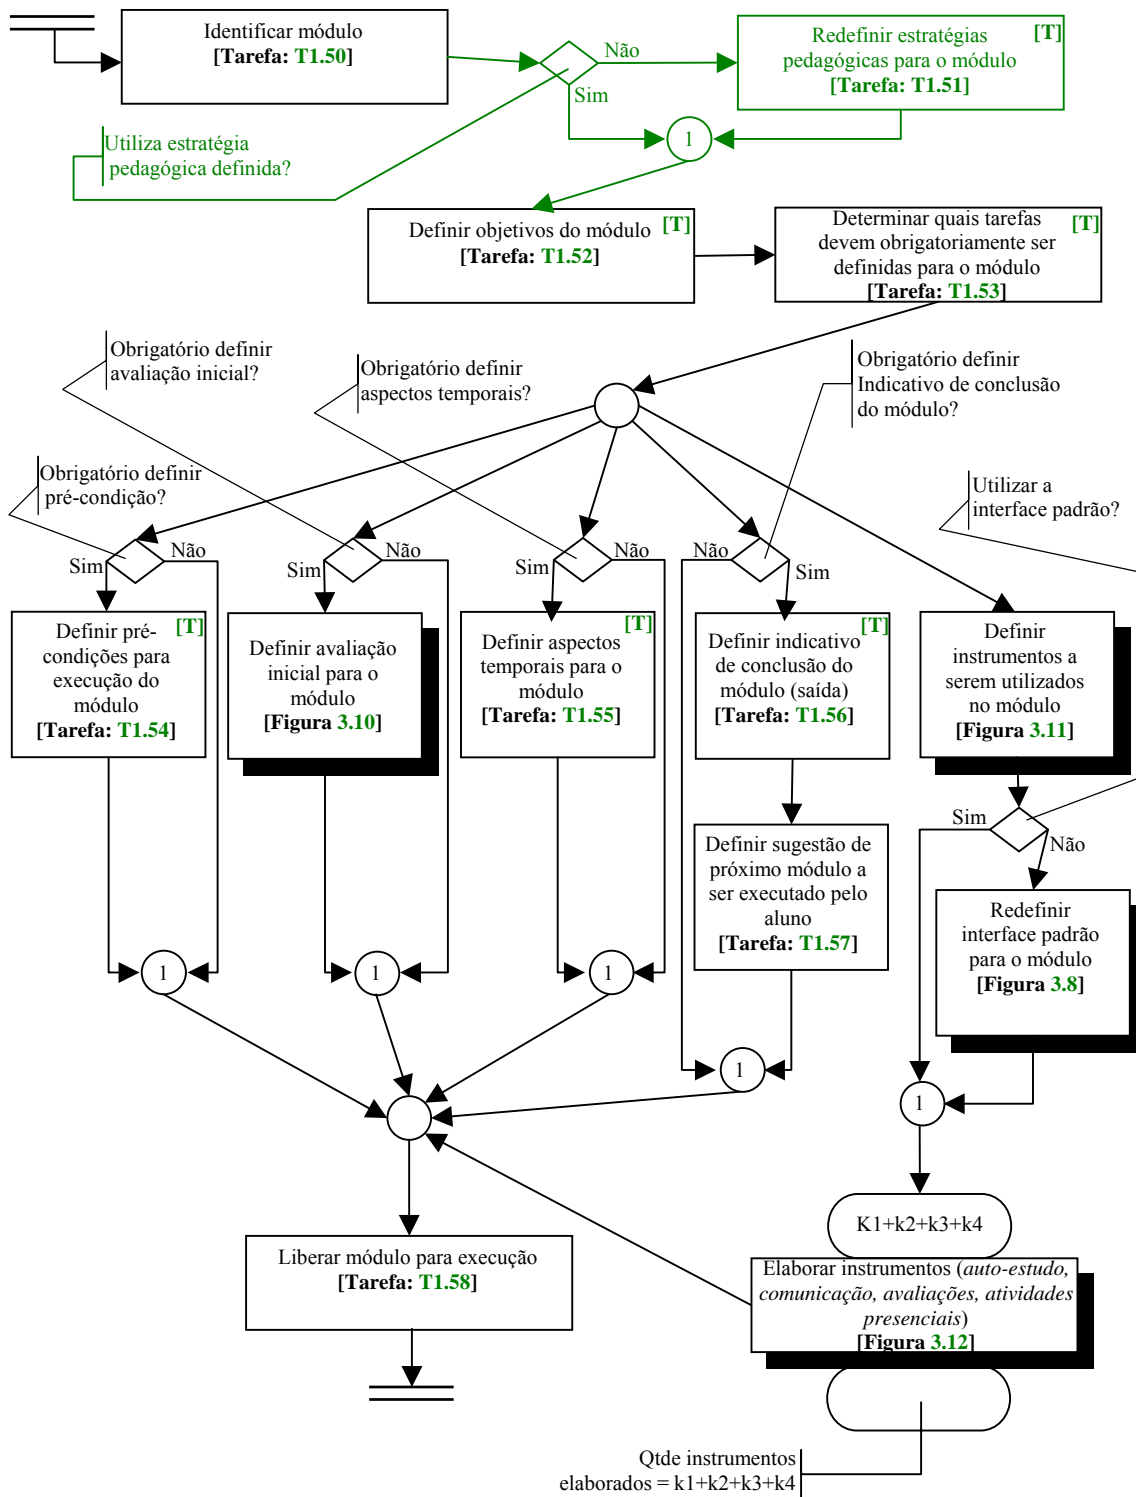 Identificar módulo
[Tarefa: T1.50]
Não
Sim
Redefinir estratégias
pedagógicas para o módulo
[Tarefa: T1.51]
[T]
1
Utiliza estratégia
pedagógica definida?
Definir objetivos do módulo
[Tarefa: T1.52]
[T]
Determinar quais tarefas
devem obrigatoriamente ser
definidas para o módulo
[Tarefa: T1.53]
[T]
Obrigatório definir
avaliação inicial?
Obrigatório definir
aspectos temporais?
Obrigatório definir
Indicativo de conclusão
do módulo?
Obrigatório definir
pré-condição?
Utilizar a
interface padrão?
Sim
Não
Sim
Não
Sim
Não
Não
Sim
Definir pré-
condições para
execução do
módulo
[Tarefa: T1.54]
[T]
Definir avaliação
inicial para o
módulo
[Figura 3.10]
Definir aspectos
temporais para o
módulo
[Tarefa: T1.55]
[T]
Definir indicativo
de conclusão do
módulo (saída)
[Tarefa: T1.56]
[T]
Definir
instrumentos a
serem utilizados
no módulo
[Figura 3.11]
Sim
Não
Definir sugestão de
próximo módulo a
ser executado pelo
aluno
[Tarefa: T1.57]
Redefinir
interface padrão
para o módulo
[Figura 3.8]
1
1
1
1
1
K1+k2+k3+k4
Liberar módulo para execução
[Tarefa: T1.58]
Elaborar instrumentos (auto-estudo,
comunicação, avaliações, atividades
presenciais)
[Figura 3.12]
Qtde instrumentos
elaborados = k1+k2+k3+k4